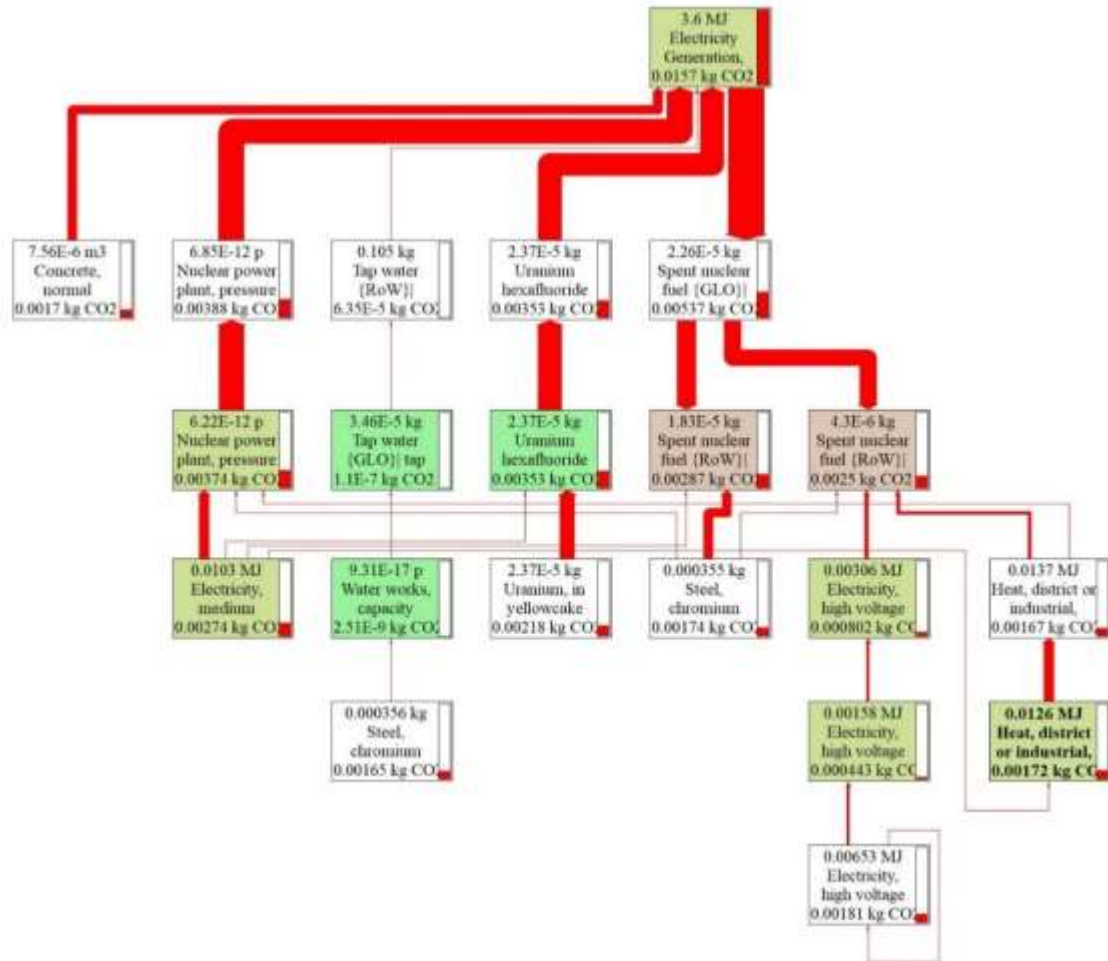 3.6 MJ
Electricity
Generation,
0.0157 kg CO2
7.56E-6 m3
Concrete,
normal
0.0017 kg CO2
6.85E-12 p
Nuclear power
plant, pressure
0.00388 kg CO
0.105 kg
Tap water
{RoW}|
6.35E-5 kg CO2
2.37E-5 kg
Uranium
hexafluoride
0.00353 kg CO2
2.26E-5 kg
Spent nuclear
fuel {GLO}|
0.00537 kg CO2
6.22E-12 p
Nuclear power
plant, pressure
0.00374 kg CO2
3.46E-5 kg
Tap water
{GLO}| tap
1.1E-7 kg CO2
2.37E-5 kg
Uranium
hexafluoride
0.00353 kg CO2
1.83E-5 kg
Spent nuclear
fuel {RoW}|
0.00287 kg CO2
4.3E-6 kg
Spent nuclear
fuel {RoW}|
0.0025 kg CO2
0.0103 MJ
Electricity,
medium
0.00274 kg CO2
9.31E-17 p
Water works,
capacity
2.51E-9 kg CO2
2.37E-5 kg
Uranium, in
yellowcake
0.00218 kg CO2
0.000355 kg
Steel,
chromium
0.00174 kg CO2
0.00306 MJ
Electricity,
high voltage
0.000802 kg CO
0.0137 MJ
Heat, district or
industrial,
0.00167 kg CO2
0.000356 kg
Steel,
chromium
0.00165 kg CO2
0.00158 MJ
Electricity,
high voltage
0.000443 kg CO
0.0126 MJ
Heat, district
or industrial,
0.00172 kg CO
0.00653 MJ
Electricity,
high voltage
0.00181 kg CO2